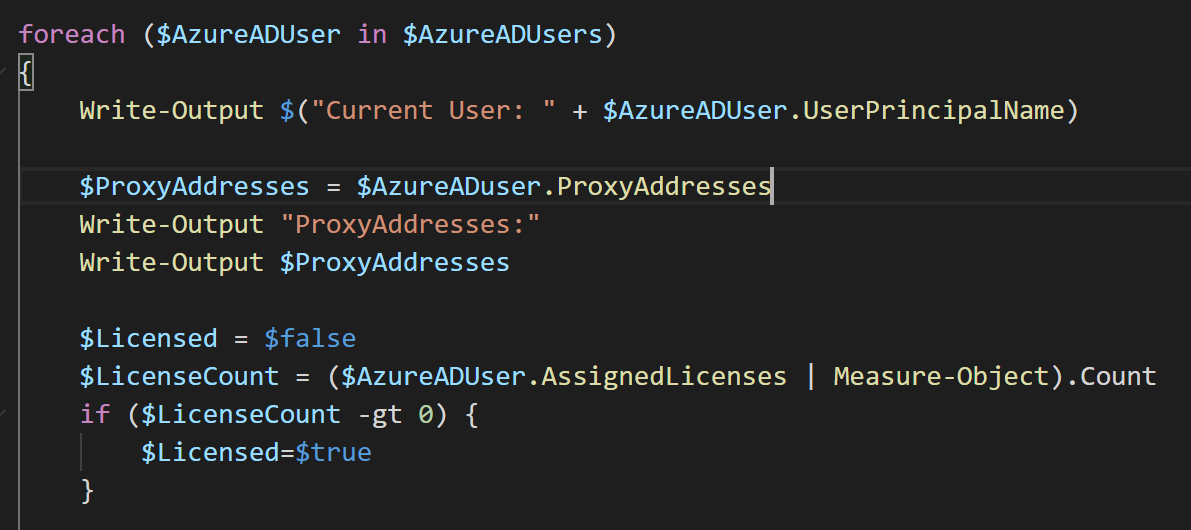 foreach ($AzureADUser in $AzureADUsers)
{
    Write-Output $("Current User: " + $AzureADUser.UserPrincipalName)

    $ProxyAddresses = $AzureADuser.ProxyAddresses
    Write-Output "ProxyAddresses:"
    Write-Output $ProxyAddresses

    $Licensed = $false
    $LicenseCount = ($AzureADUser.AssignedLicenses | Measure-Object).Count
    if ($LicenseCount -gt 0) {
        $Licensed=$true
    }